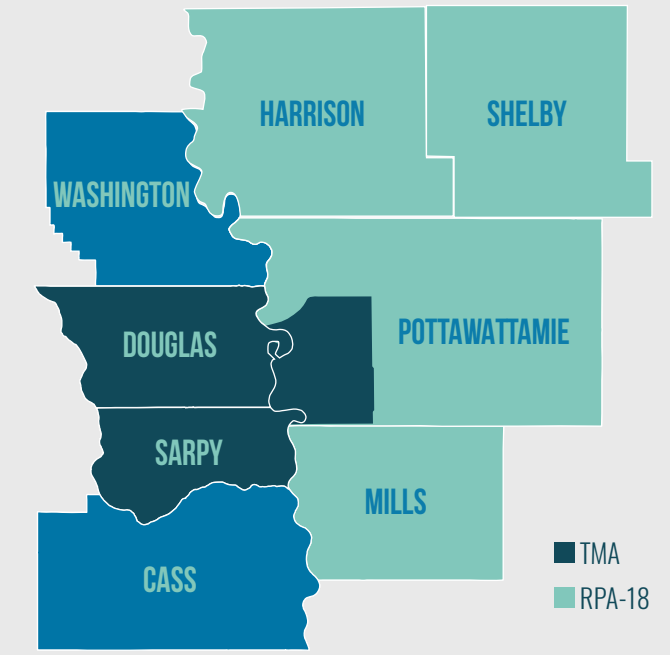 HARRISON
SHELBY
WASHINGTON
DOUGLAS
POTTAWATTAMIE
SARPY
MILLS
CASS
TMA
RPA-18